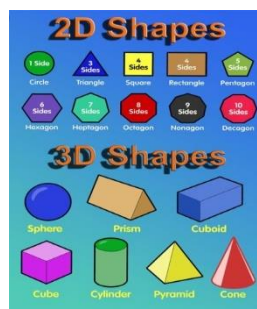 2D Shapes
1 Side
3 Sides
4 Sides
4 Sides
5 Sides
Circle Triangle Square Rectangle Pentagon
6 Sides
7 Sides
8 Sides
9 Sides
10 Sides
Hexagon Heptagon Octagon Nonagon Decagon
3D Shapes
Sphere Prism Cuboid
Cube Cylinder Pyramid Cone